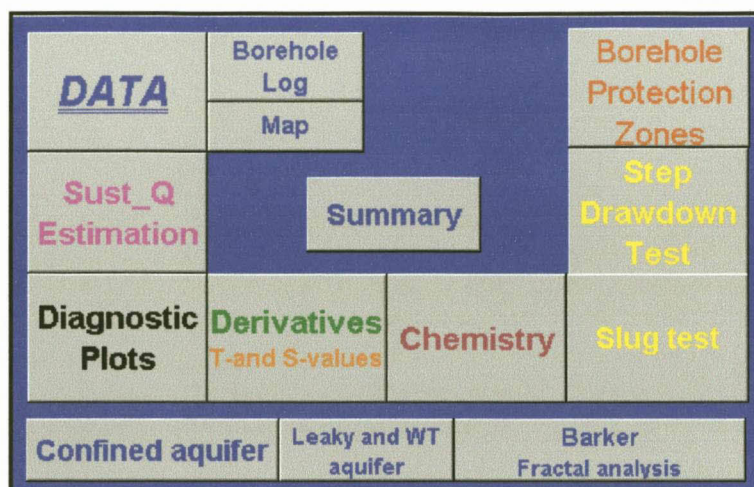 DATA
Borehole
Log
Map
Borehole
Protection
Zones
Sust_Q
Estimation
Summary
Step
Drawdown
Test
Diagnostic
Plots
Derivatives
T-and S-values
Chemistry
Slug test
Confined aquifer
Leaky and WT
aquifer
Barker
Fractal analysis